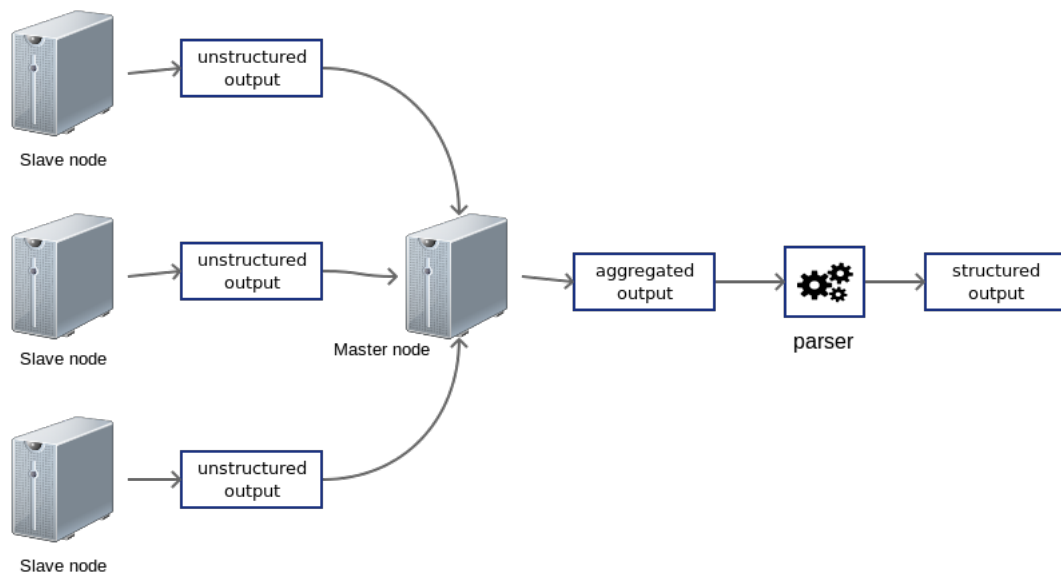 unstructured
output
Slave node
unstructured
output
Slave node
Master node
aggregated
output
parser
structured
output
unstructured
output
Slave node